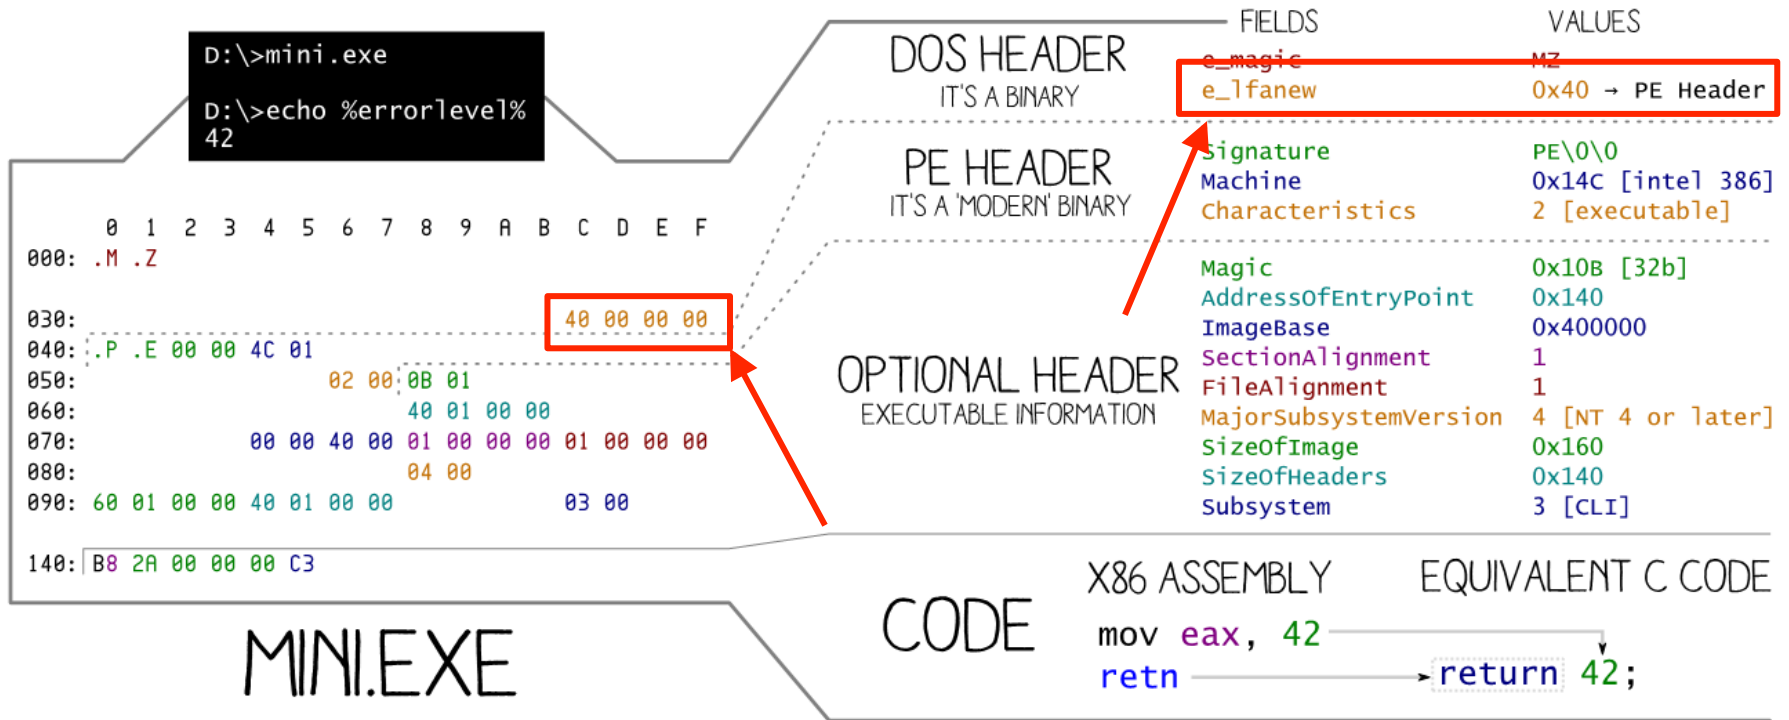 D:\>mini.exe
D:\>echo %errorlevel%
42
0 1 2 3 4 5 6 7 8 9 A B C D E F
000: .M .Z
030: 40 00 00 00
040: .P .E 00 00 4C 01
050: 02 00 0B 01
060: 40 01 00 00
070: 00 00 40 00 01 00 00 00 01 00 00 00
080: 04 00
090: 60 01 00 00 40 01 00 00 03 00
140: B8 2A 00 00 00 C3
MINI.EXE
FIELDS VALUES
DOS HEADER
IT'S A BINARY
e_magic MZ
e_lfanew 0x40 → PE Header
PE HEADER
IT'S A 'MODERN' BINARY
Signature PE\0\0
Machine 0x14C [intel 386]
Characteristics 2 [executable]
OPTIONAL HEADER
EXECUTABLE INFORMATION
Magic 0x10B [32b]
AddressOfEntryPoint 0x140
ImageBase 0x400000
SectionAlignment 1
FileAlignment 1
MajorSubsystemVersion 4 [NT 4 or later]
SizeOfImage 0x160
SizeOfHeaders 0x140
Subsystem 3 [CLI]
CODE
X86 ASSEMBLY EQUIVALENT C CODE
mov eax, 42
retn return 42;